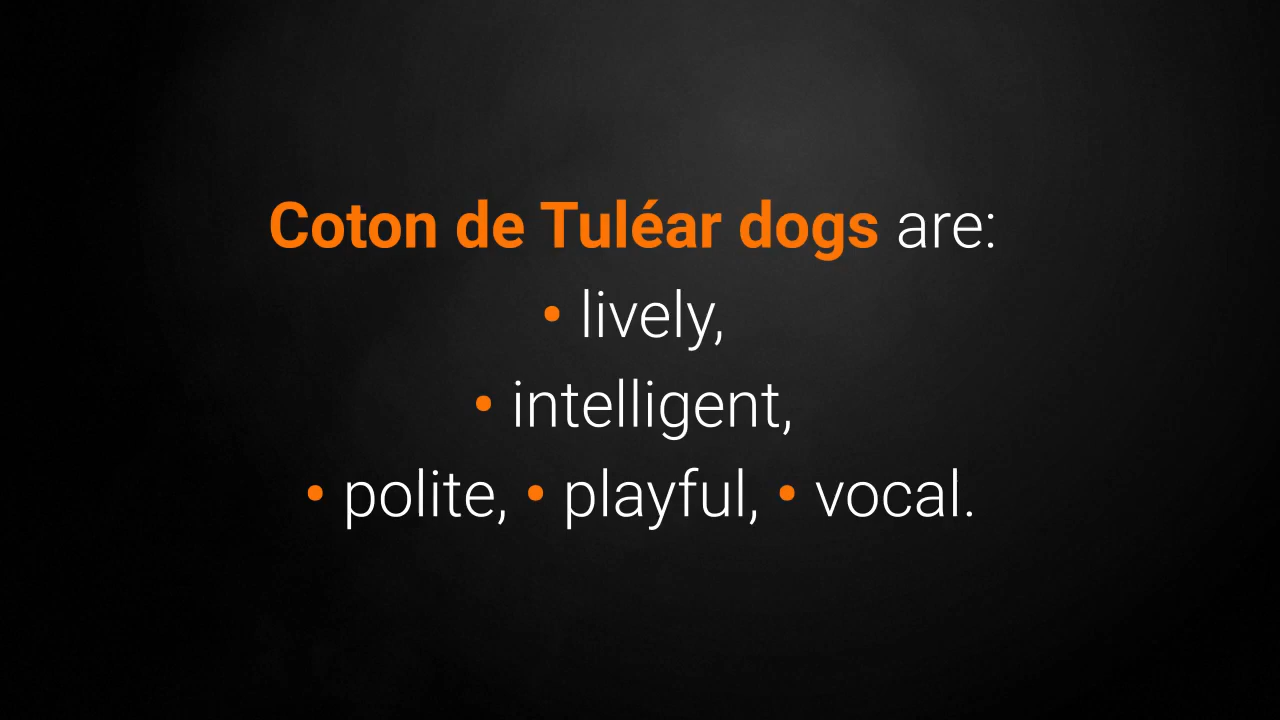 Coton de Tuléar dogs are:
• lively,
• intelligent,
• polite, • playful, • vocal.